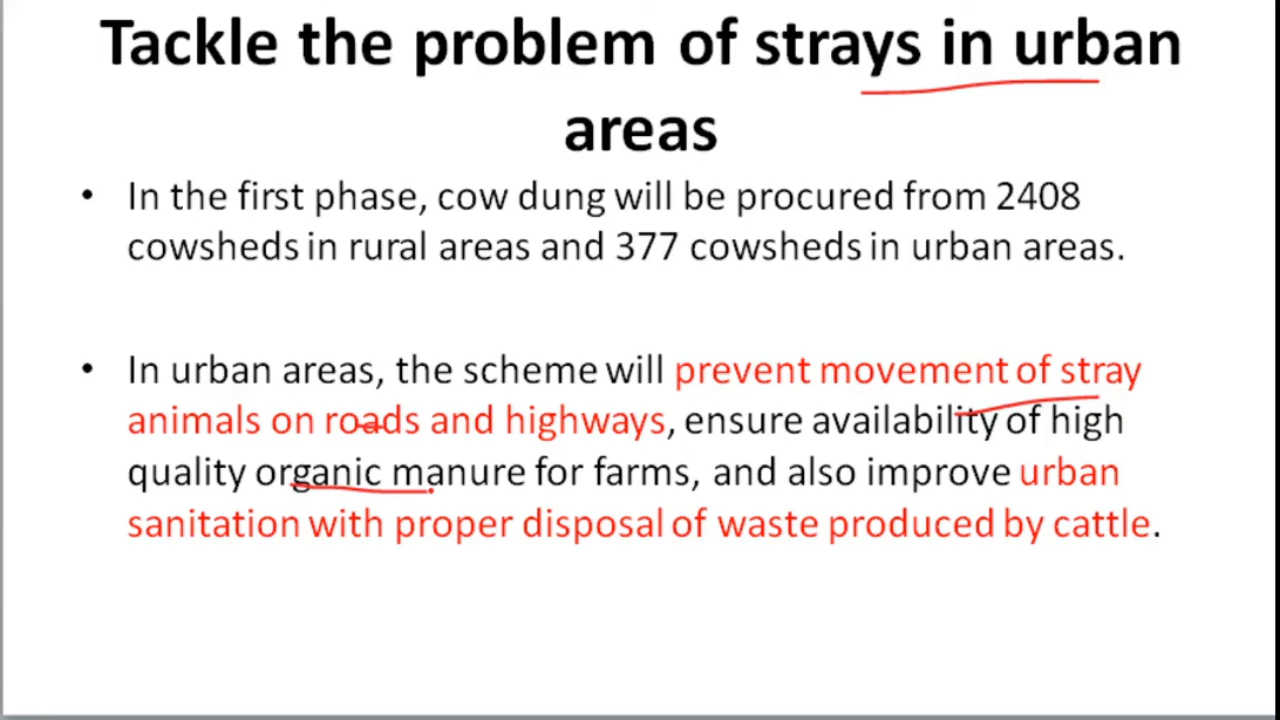 Tackle the problem of strays in urban
areas
• In the first phase, cow dung will be procured from 2408
cowsheds in rural areas and 377 cowsheds in urban areas.
• In urban areas, the scheme will prevent movement of stray
animals on roads and highways, ensure availability of high
quality organic manure for farms, and also improve urban
sanitation with proper disposal of waste produced by cattle.